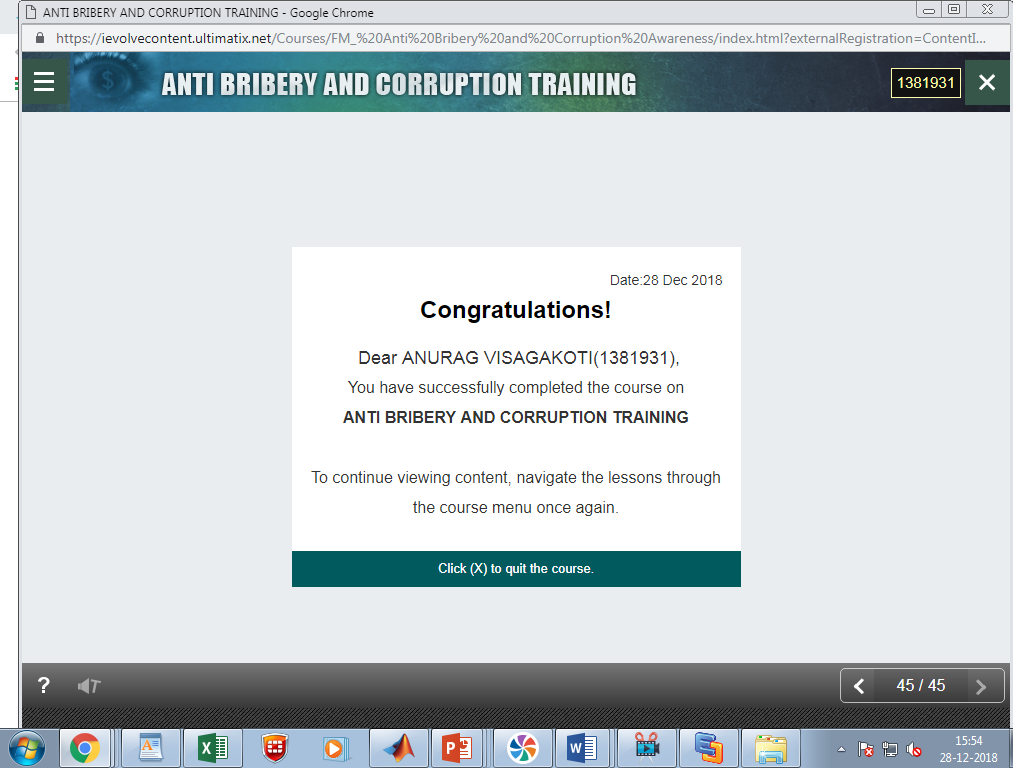 ANTI BRIBERY AND CORRUPTION TRAINING - Google Chrome
https://ievolvecontent.ultimatix.net/Courses/FM_%20Anti%20Bribery%20and%20Corruption%20Awareness/index.html?externalRegistration=ContentI...
ANTI BRIBERY AND CORRUPTION TRAINING
1381931
Date:28 Dec 2018
Congratulations!
Dear ANURAG VISAGAKOTI(1381931),
You have successfully completed the course on
ANTI BRIBERY AND CORRUPTION TRAINING
To continue viewing content, navigate the lessons through
the course menu once again.
Click (X) to quit the course.
? T
45 / 45
15:54
28-12-2018